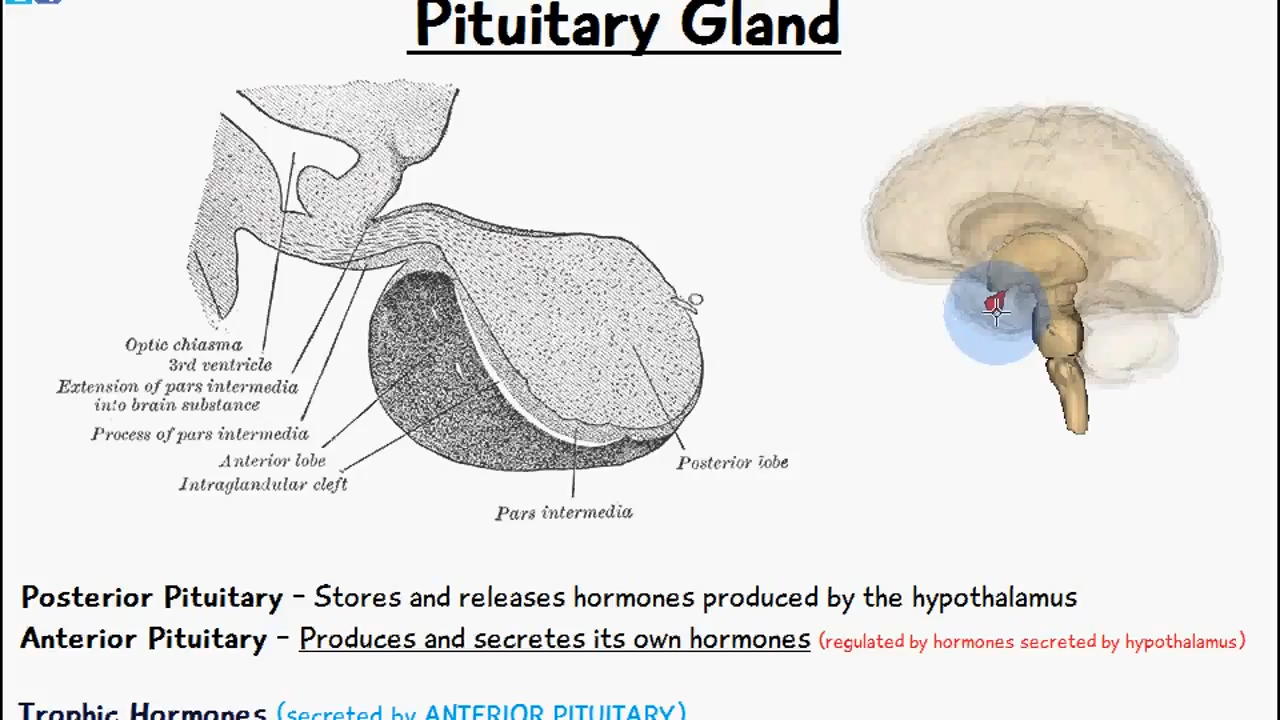 Pituitary Gland
Optic chiasma
3rd ventricle
Extension of pars intermedia
into brain substance
Process of pars intermedia
Anterior lobe
Intraglandular cleft
Posterior lobe
Pars intermedia
Posterior Pituitary - Stores and releases hormones produced by the hypothalamus
Anterior Pituitary - Produces and secretes its own hormones (regulated by hormones secreted by hypothalamus)
Trophic Hormones (secreted by ANTERIOR PITUITARY)